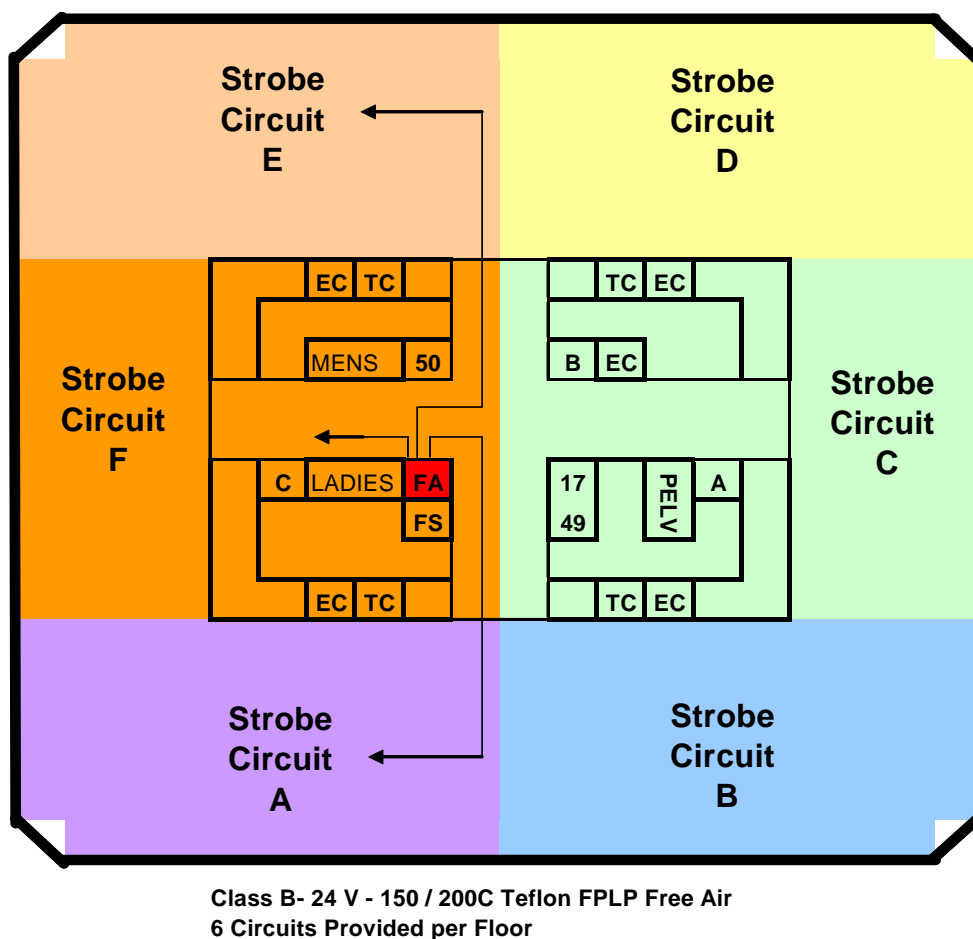 Strobe
Circuit
E
Strobe
Circuit
D
EC TC
TC EC
MENS 50
B EC
Strobe
Circuit
F
Strobe
Circuit
C
C LADIES FA
FS
17
49
PELV
A
EC TC
TC EC
Strobe
Circuit
A
Strobe
Circuit
B
Class B- 24 V - 150 / 200C Teflon FPLP Free Air
6 Circuits Provided per Floor